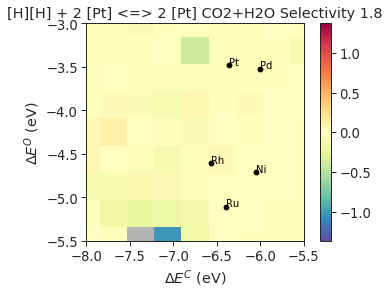 [H][H] + 2 [Pt] <=> 2 [Pt] CO2+H2O Selectivity 1.8
−3.0
−3.5
−4.0
−4.5
−5.0
−5.5
ΔE^O (eV)
Pt
Pd
Rh
Ni
Ru
−8.0 −7.5 −7.0 −6.5 −6.0 −5.5
ΔE^C (eV)
1.0
0.5
0.0
−0.5
−1.0